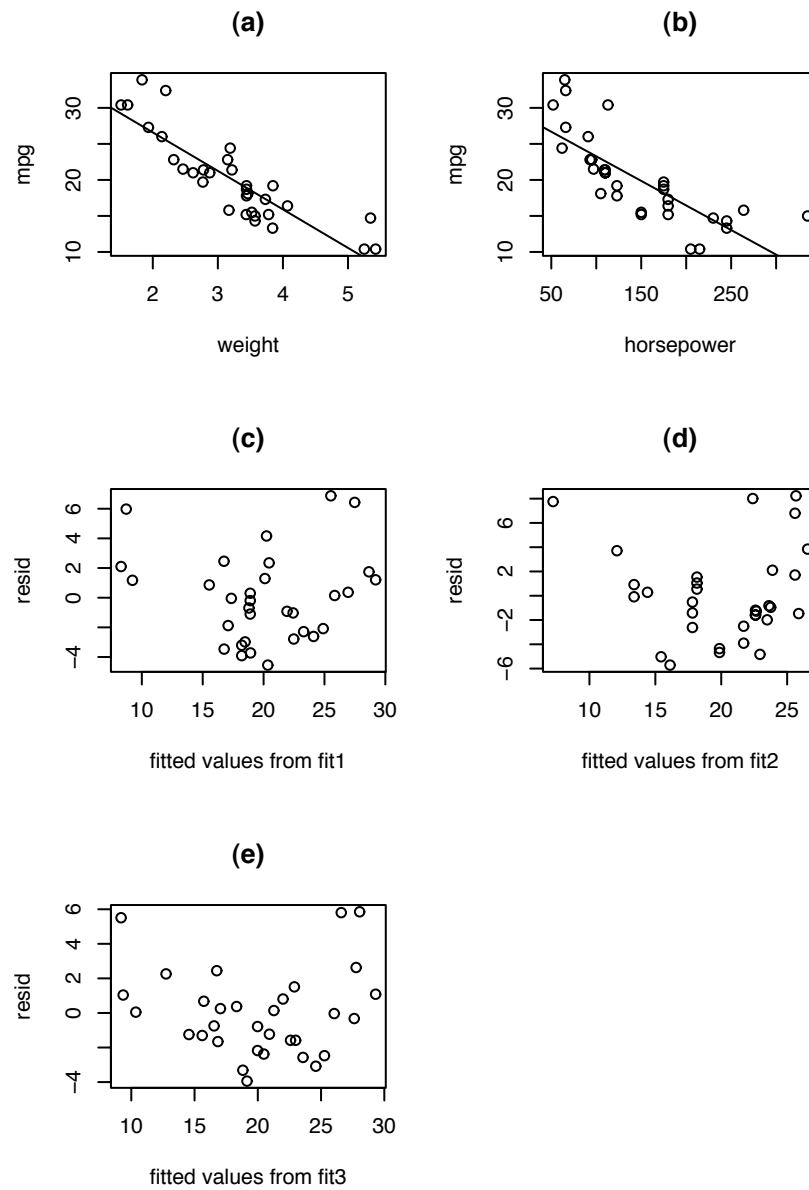 (a)
mpg
10 20 30
2 3 4 5
weight
(b)
mpg
10 20 30
50 150 250
horsepower
(c)
resid
−4 0 2 4 6
10 15 20 25 30
fitted values from fit1
(d)
resid
−6 −2 2 6
10 15 20 25
fitted values from fit2
(e)
resid
−4 0 2 4 6
10 15 20 25 30
fitted values from fit3